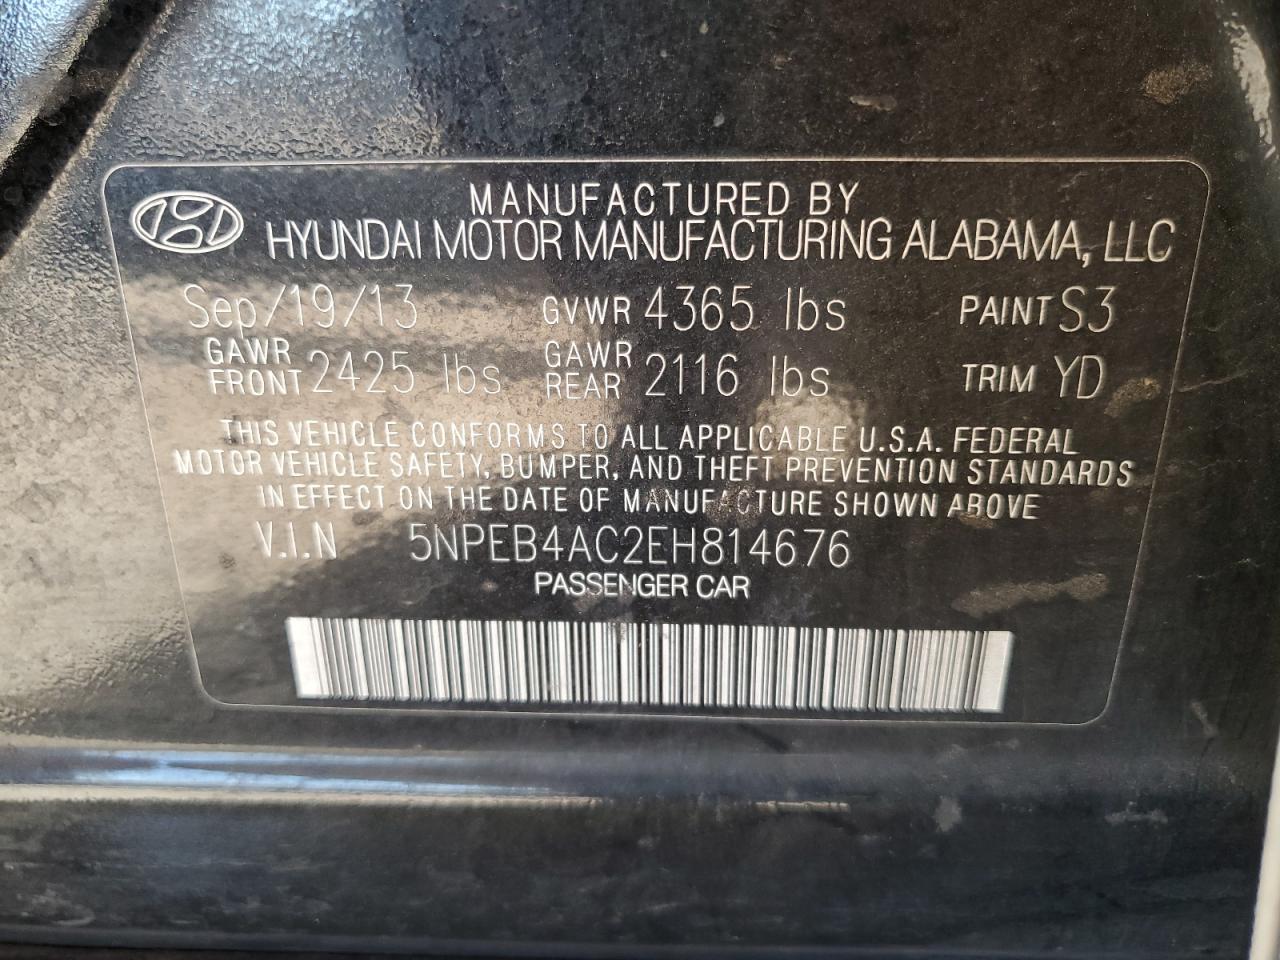 MANUFACTURED BY
HYUNDAI MOTOR MANUFACTURING ALABAMA, LLC
Sep/19/13 GVWR 4365 lbs PAINT S3
GAWR FRONT 2425 lbs GAWR REAR 2116 lbs TRIM YD
THIS VEHICLE CONFORMS TO ALL APPLICABLE U.S.A. FEDERAL
MOTOR VEHICLE SAFETY, BUMPER, AND THEFT PREVENTION STANDARDS
IN EFFECT ON THE DATE OF MANUFACTURE SHOWN ABOVE
V.I.N 5NPEB4AC2EH814676
PASSENGER CAR